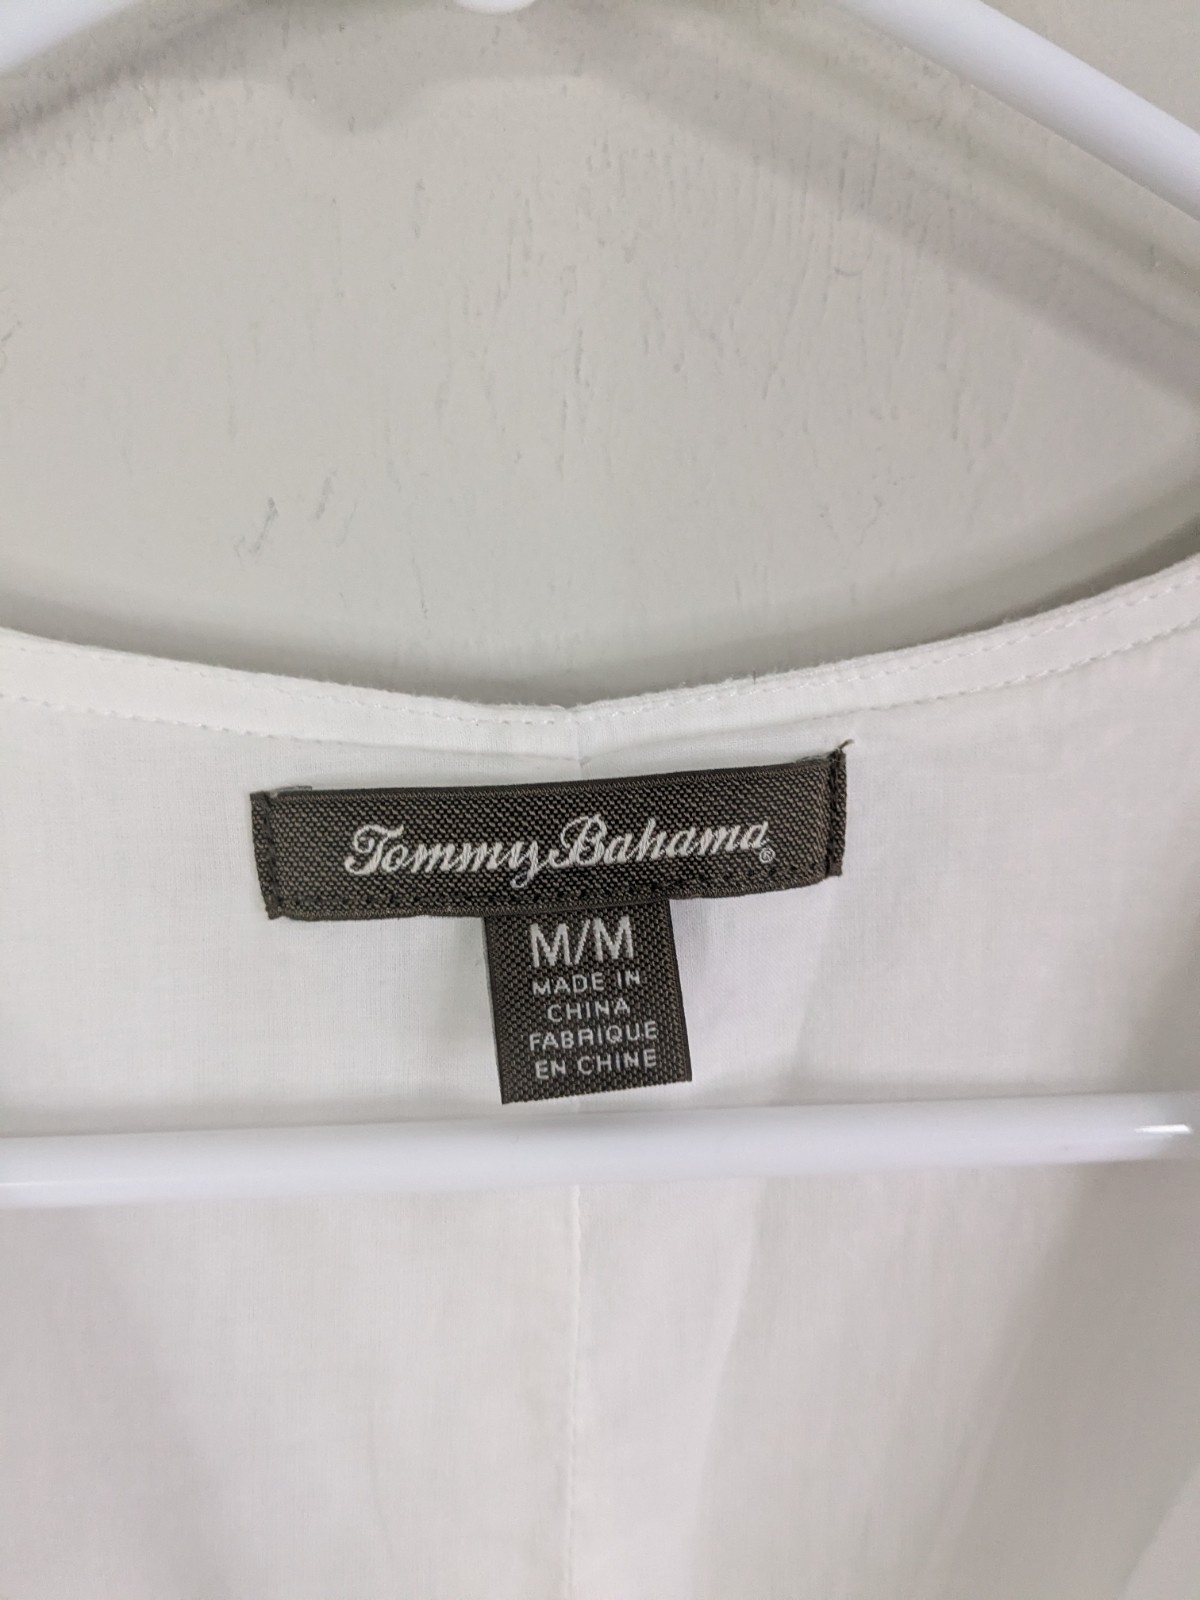 Tommy Bahama®
M/M
MADE IN
CHINA
FABRIQUE
EN CHINE